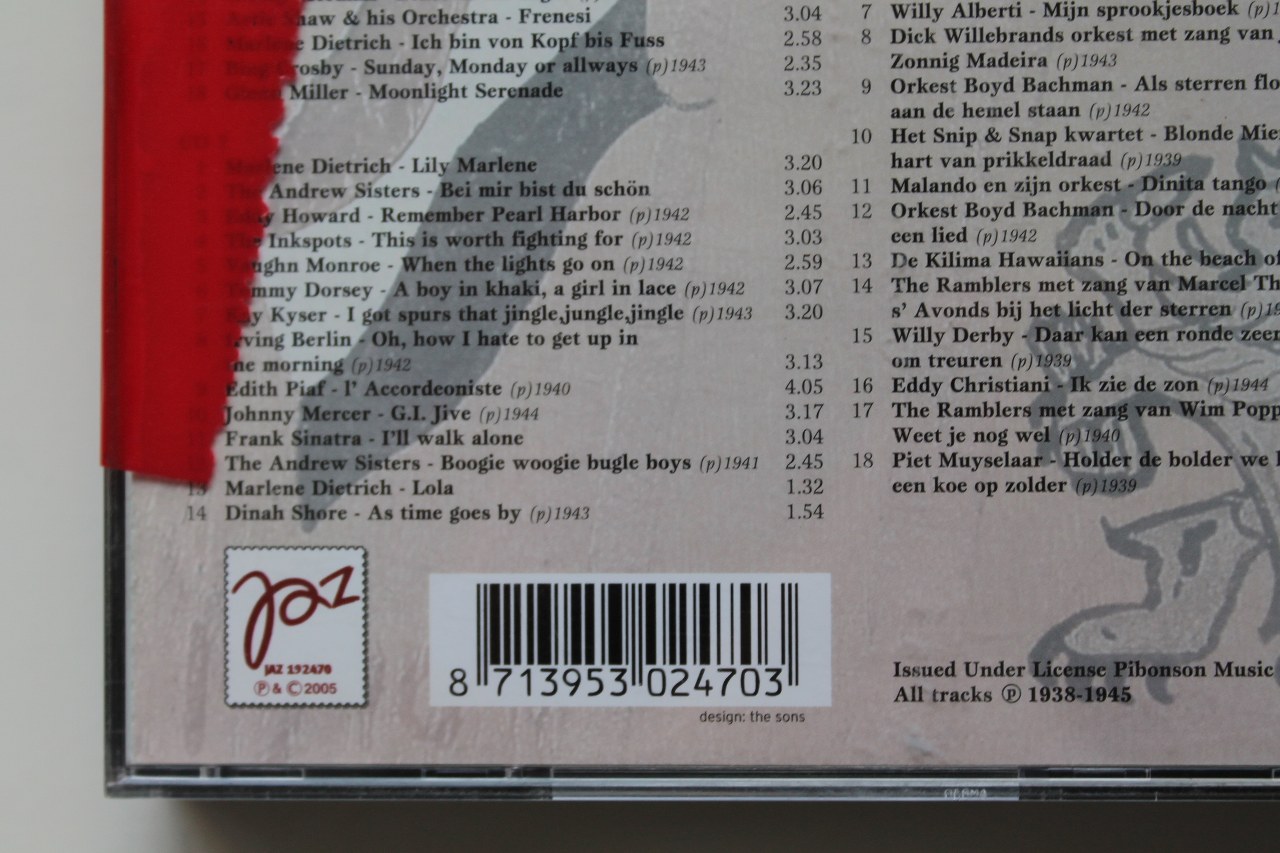 Shaw & his Orchestra - Frenesi 3.04
Marlene Dietrich - Ich bin von Kopf bis Fuss 2.58
Bing Crosby - Sunday, Monday or allways (p)1943 2.35
Glenn Miller - Moonlight Serenade 3.23
Marlene Dietrich - Lily Marlene 3.20
The Andrew Sisters - Bei mir bist du schön 3.06
Eddy Howard - Remember Pearl Harbor (p)1942 2.45
The Inkspots - This is worth fighting for (p)1942 3.03
Vaughn Monroe - When the lights go on (p)1942 2.59
Tommy Dorsey - A boy in khaki, a girl in lace (p)1942 3.07
Kay Kyser - I got spurs that jingle,jungle,jingle (p)1943 3.20
Irving Berlin - Oh, how I hate to get up in
morning (p)1942 3.13
Edith Piaf - l' Accordeoniste (p)1940 4.05
Johnny Mercer - G.I. Jive (p)1944 3.17
Frank Sinatra - I'll walk alone 3.04
The Andrew Sisters - Boogie woogie bugle boys (p)1941 2.45
13 Marlene Dietrich - Lola 1.32
14 Dinah Shore - As time goes by (p)1943 1.54
7 Willy Alberti - Mijn sprookjesboek
8 Dick Willebrands orkest met zang van
Zonnig Madeira (p)1943
9 Orkest Boyd Bachman - Als sterren flo
aan de hemel staan (p)1942
10 Het Snip & Snap kwartet - Blonde Mie
hart van prikkeldraad (p)1939
11 Malando en zijn orkest - Dinita tango
12 Orkest Boyd Bachman - Door de nacht
een lied (p)1942
13 De Kilima Hawaiians - On the beach of
14 The Ramblers met zang van Marcel Th
s' Avonds bij het licht der sterren
15 Willy Derby - Daar kan een ronde zeer
om treuren (p)1939
16 Eddy Christiani - Ik zie de zon (p)1944
17 The Ramblers met zang van Wim Popp
Weet je nog wel (p)1940
18 Piet Muyselaar - Holder de bolder we
een koe op zolder (p)1939
Jaz
JAZ 192470
Ⓟ & © 2005
8 713953 024703
design: the sons
Issued Under License Pibonson Music
All tracks Ⓟ 1938-1945